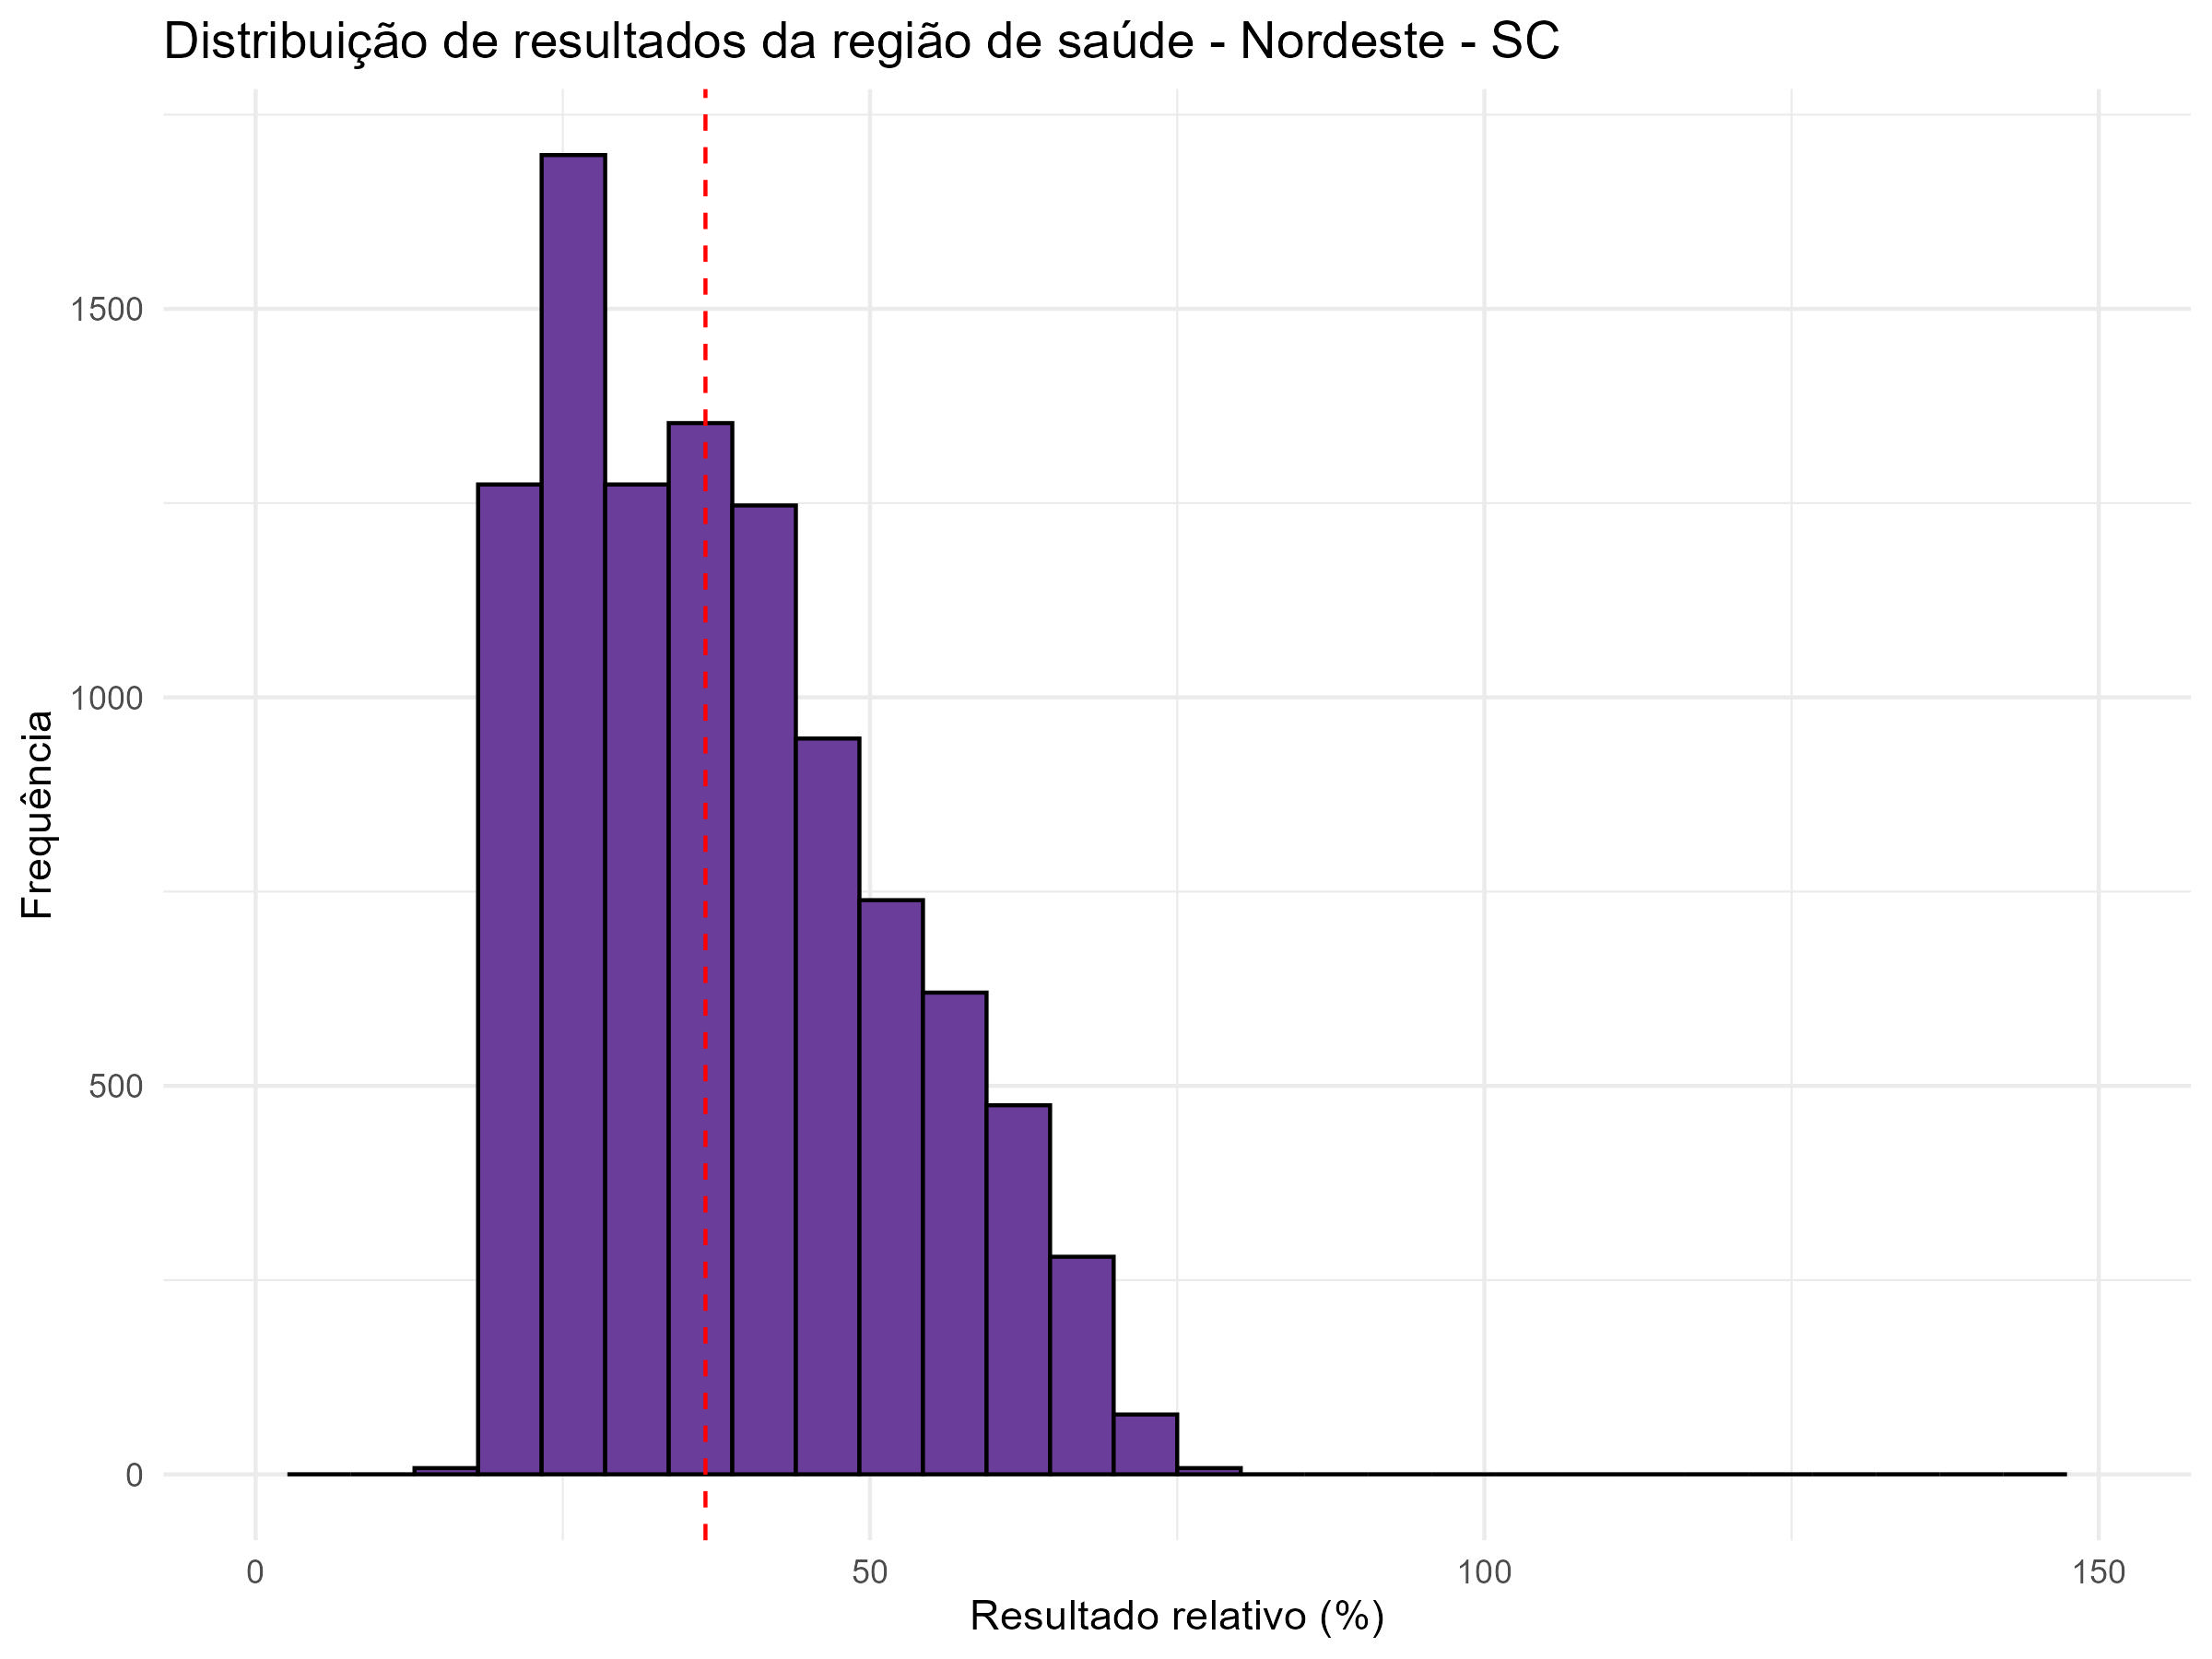 Distribuição de resultados da região de saúde - Nordeste - SC
Frequência
1500
1000
500
0
0
50
100
150
Resultado relativo (%)